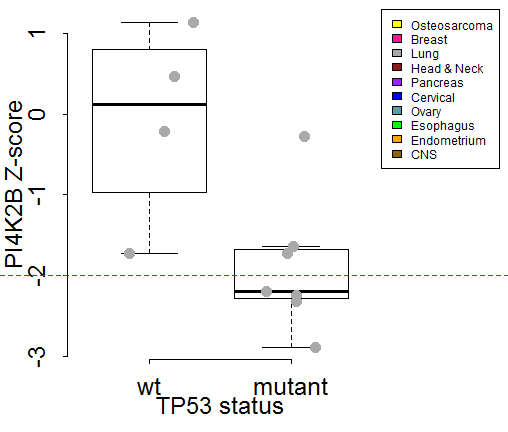 PI4K2B Z-score
1
0
-1
-2
-3
wt
mutant
TP53 status
Osteosarcoma
Breast
Lung
Head & Neck
Pancreas
Cervical
Ovary
Esophagus
Endometrium
CNS